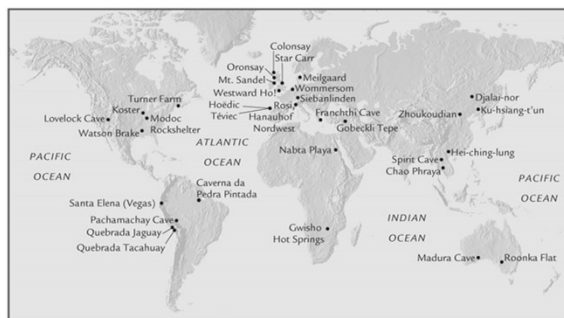 Colonsay
Oronsay
Star Carr
Mt. Sandel
Meilgaard
Westward Ho!
Wommersom
Siebanlinden
Turner Farm
Koster
Modoc
Rockshelter
Lovelock Cave
Watson Brake
Hoëdic
Téviec
Rosi
Hanauhof
Nordwest
Franchthi Cave
Gobeckli Tepe
Djalai-nor
Ku-hsiang-t'un
Zhoukoudian
ATLANTIC
OCEAN
PACIFIC
OCEAN
Nabta Playa
Hei-ching-lung
Spirit Cave
Chao Phraya
PACIFIC
OCEAN
Caverna da
Pedra Pintada
Santa Elena (Vegas)
Pachamachay Cave
Quebrada Jaguay
Quebrada Tacahuay
Gwisho
Hot Springs
INDIAN
OCEAN
Madura Cave
Roonka Flat